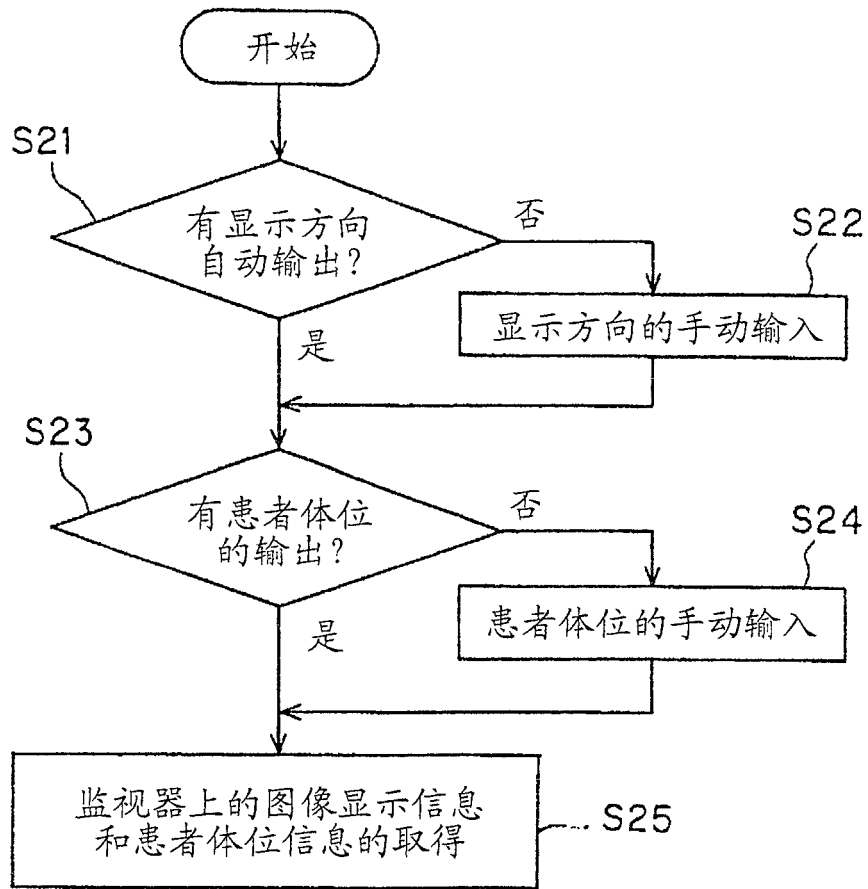 开始
S21
有显示方向
自动输出?
否
S22
显示方向的手动输入
是
S23
有患者体位
的输出?
否
S24
患者体位的手动输入
是
监视器上的图像显示信息
和患者体位信息的取得
S25